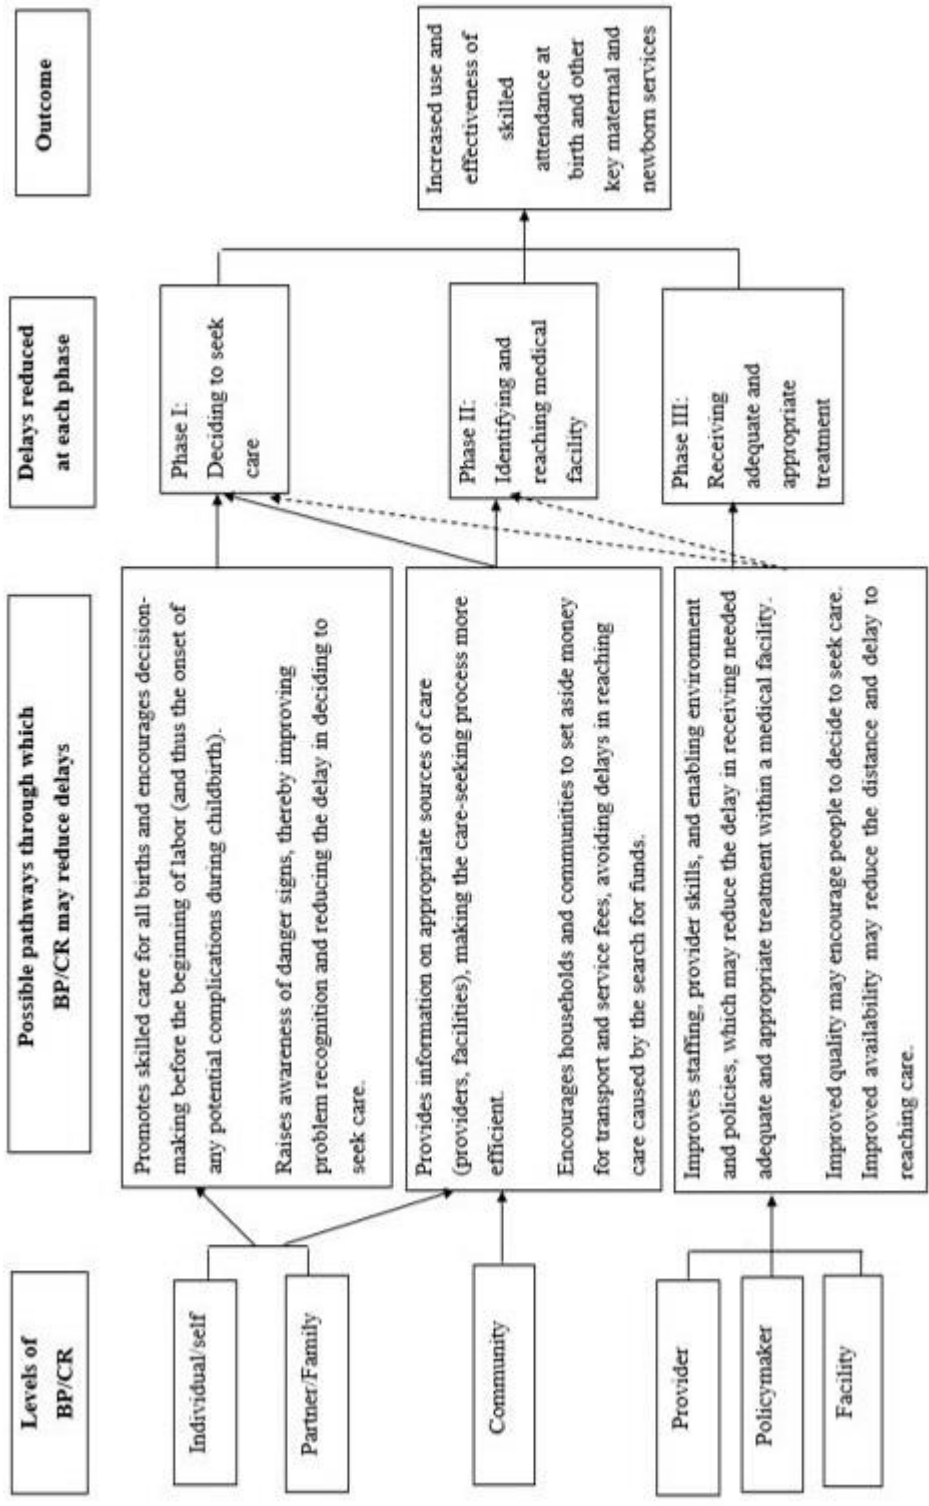 Levels of
BP/CR
Possible pathways through which
BP/CR may reduce delays
Delays reduced
at each phase
Outcome
Individual/self
Partner/Family
Community
Provider
Policymaker
Facility
Promotes skilled care for all births and encourages decision-
making before the beginning of labor (and thus the onset of
any potential complications during childbirth).
Raises awareness of danger signs, thereby improving
problem recognition and reducing the delay in deciding to
seek care.
Provides information on appropriate sources of care
(providers, facilities), making the care-seeking process more
efficient.
Encourages households and communities to set aside money
for transport and service fees, avoiding delays in reaching
care caused by the search for funds.
Improves staffing, provider skills, and enabling environment
and policies, which may reduce the delay in receiving needed
adequate and appropriate treatment within a medical facility.
Improved quality may encourage people to decide to seek care.
Improved availability may reduce the distance and delay to
reaching care.
Phase I:
Deciding to seek
care
Phase II:
Identifying and
reaching medical
facility
Phase III:
Receiving
adequate and
appropriate
treatment
Increased use and
effectiveness of
skilled
attendance at
birth and other
key maternal and
newborn services